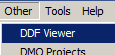 Other Tools Help
DDF Viewer
DMO Projects